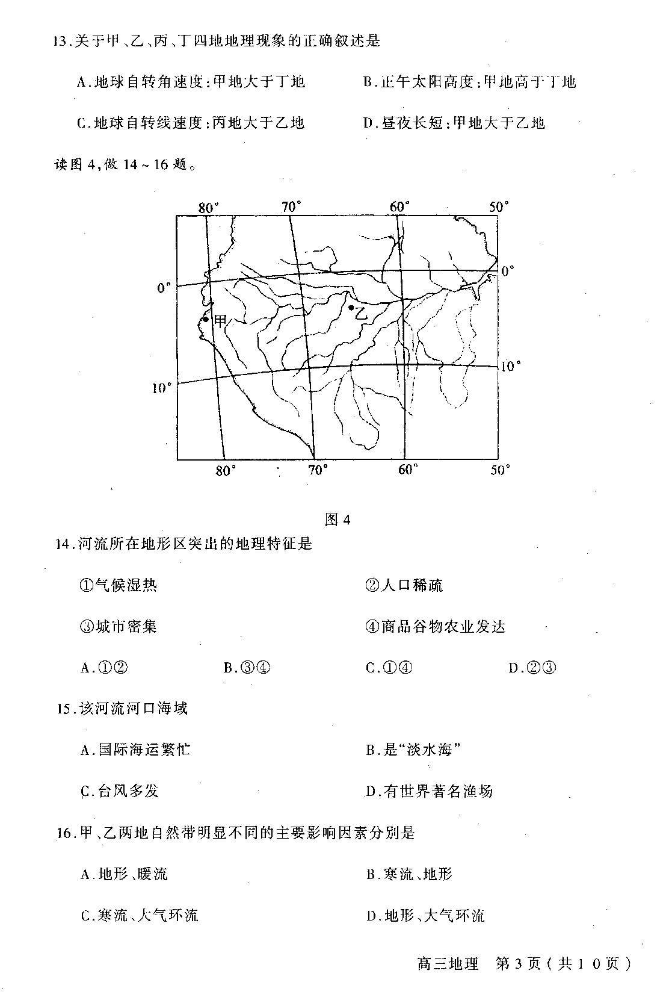 13.关于甲、乙、丙、丁四地地理现象的正确叙述是
A.地球自转角速度:甲地大于丁地 B.正午太阳高度:甲地高于丁地
C.地球自转线速度:丙地大于乙地 D.昼夜长短:甲地大于乙地
读图4,做14~16题。
80° 70° 60° 50°
0° 0°
甲 乙
10° 10°
80° 70° 60° 50°
图4
14.河流所在地形区突出的地理特征是
①气候湿热 ②人口稀疏
③城市密集 ④商品谷物农业发达
A.①② B.③④ C.①④ D.②③
15.该河流河口海域
A.国际海运繁忙 B.是“淡水海”
C.台风多发 D.有世界著名渔场
16.甲、乙两地自然带明显不同的主要影响因素分别是
A.地形、暖流 B.寒流、地形
C.寒流、大气环流 D.地形、大气环流
高三地理 第3页(共10页)